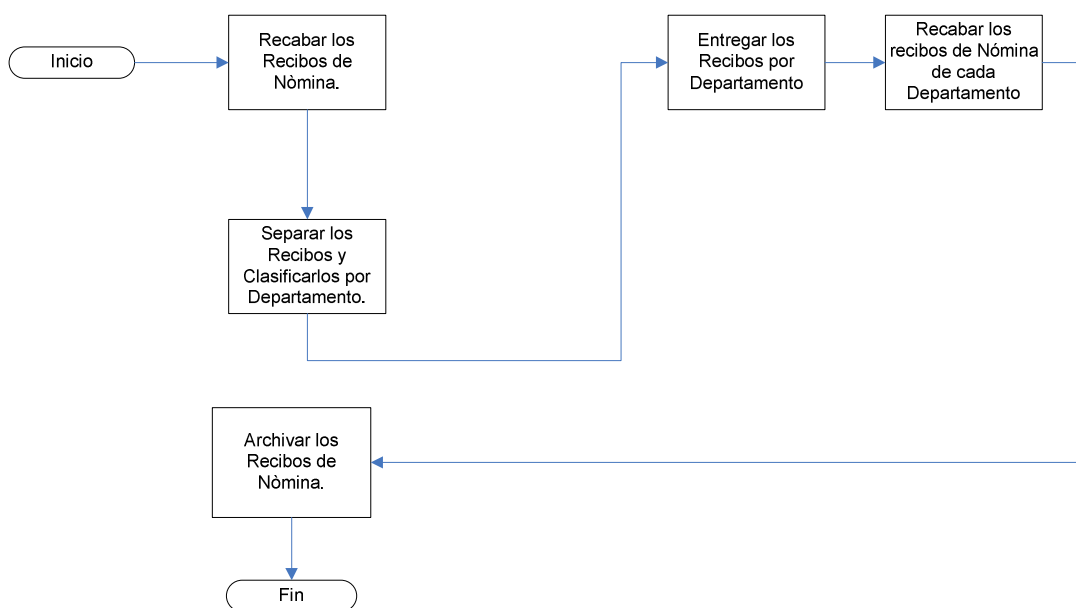 Inicio
Recabar los
Recibos de
Nòmina.
Separar los
Recibos y
Clasificarlos por
Departamento.
Entregar los
Recibos por
Departamento
Recabar los
recibos de Nómina
de cada
Departamento
Archivar los
Recibos de
Nòmina.
Fin